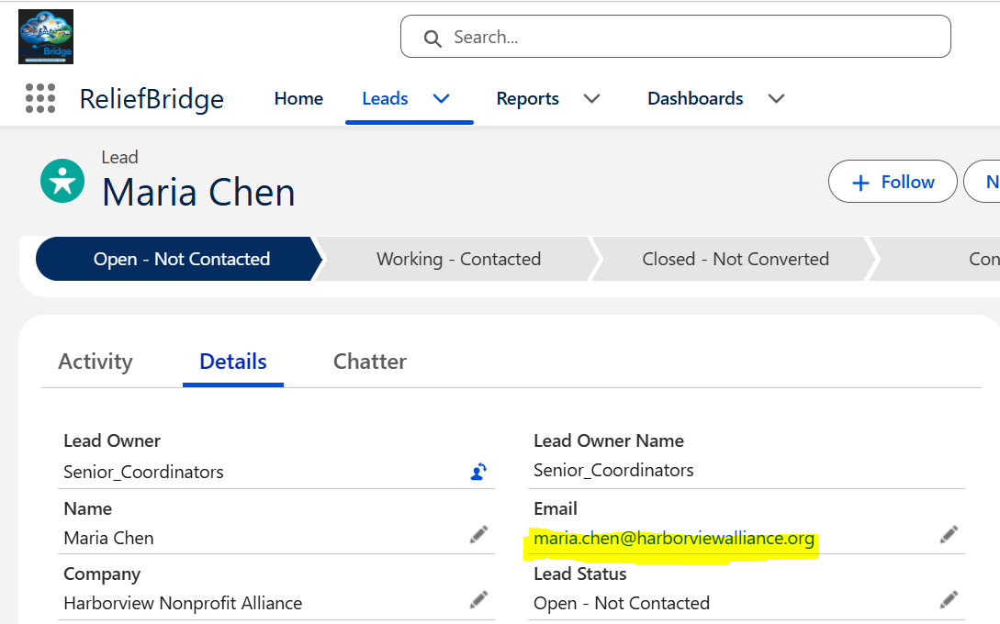 Bridge
Search...
ReliefBridge Home Leads Reports Dashboards
Lead
Maria Chen
Follow N
Open - Not Contacted Working - Contacted Closed - Not Converted Con
Activity Details Chatter
Lead Owner Lead Owner Name
Senior_Coordinators Senior_Coordinators
Name Email
Maria Chen maria.chen@harborviewalliance.org
Company Lead Status
Harborview Nonprofit Alliance Open - Not Contacted